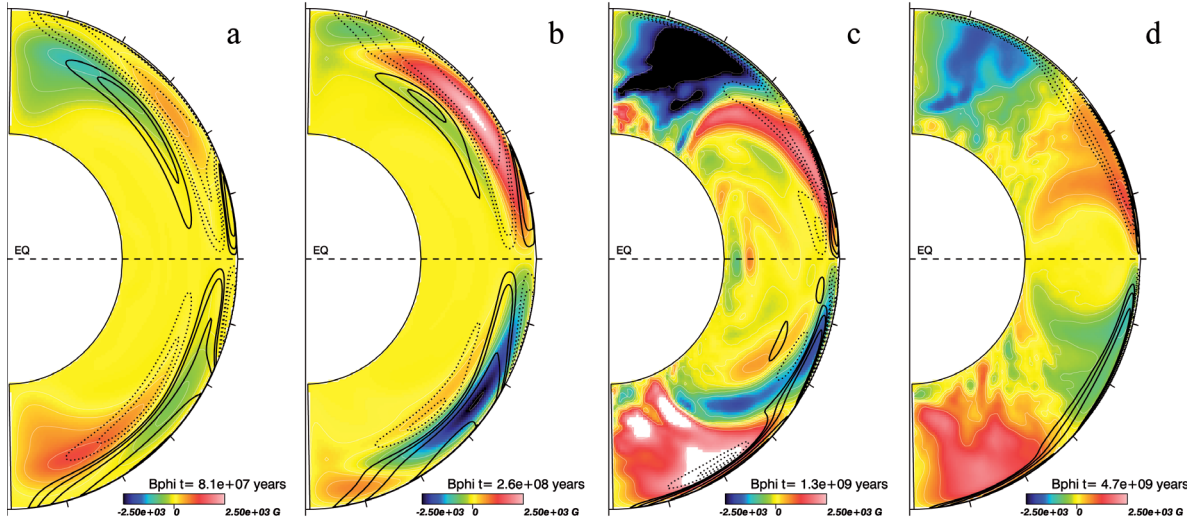 a
EQ
Bphi t= 8.1e+07 years
-2.50e+03 0 2.50e+03 G
b
EQ
Bphi t= 2.6e+08 years
-2.50e+03 0 2.50e+03 G
c
EQ
Bphi t= 1.3e+09 years
-2.50e+03 0 2.50e+03 G
d
EQ
Bphi t= 4.7e+09 years
-2.50e+03 0 2.50e+03 G